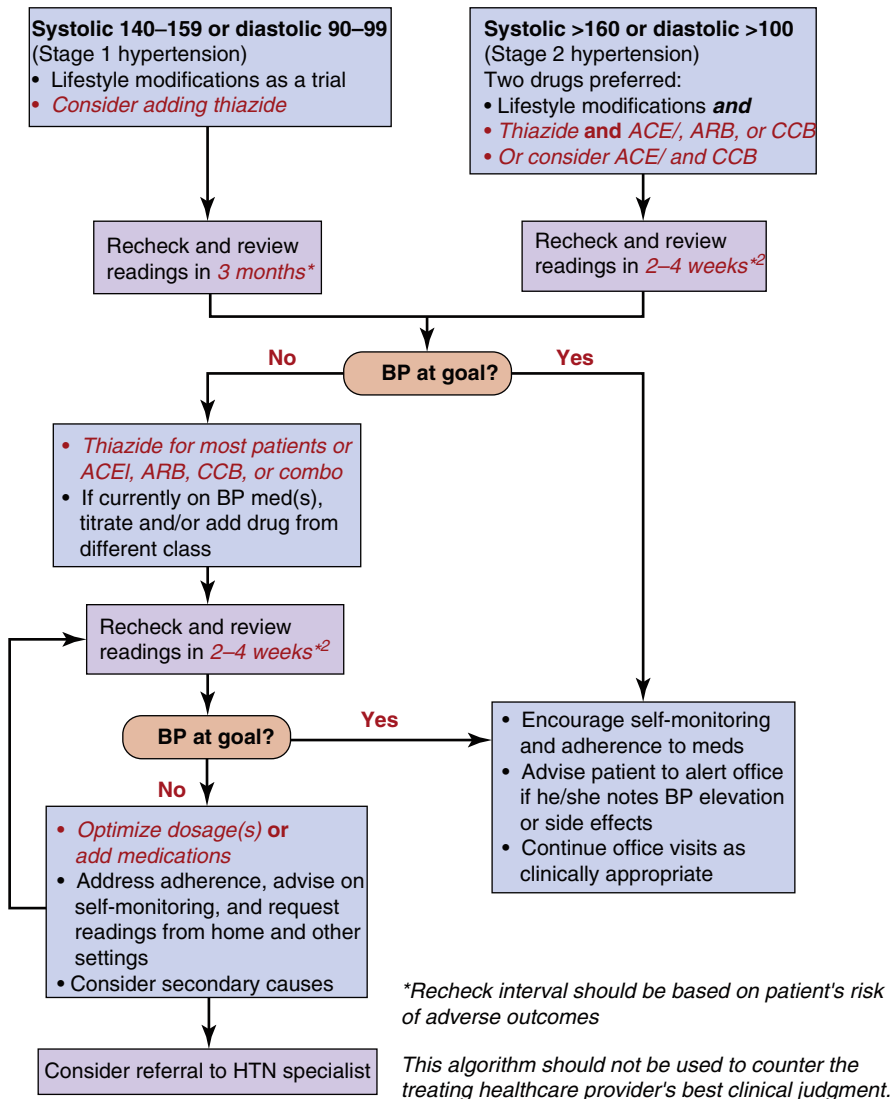 Systolic 140–159 or diastolic 90–99
(Stage 1 hypertension)
• Lifestyle modifications as a trial
• Consider adding thiazide
Systolic >160 or diastolic >100
(Stage 2 hypertension)
Two drugs preferred:
• Lifestyle modifications and
• Thiazide and ACE/, ARB, or CCB
• Or consider ACE/ and CCB
Recheck and review
readings in 3 months*
Recheck and review
readings in 2–4 weeks*2
BP at goal?
No
Yes
• Thiazide for most patients or
ACEI, ARB, CCB, or combo
• If currently on BP med(s),
titrate and/or add drug from
different class
Recheck and review
readings in 2–4 weeks*2
BP at goal?
Yes
No
• Encourage self-monitoring
and adherence to meds
• Advise patient to alert office
if he/she notes BP elevation
or side effects
• Continue office visits as
clinically appropriate
• Optimize dosage(s) or
add medications
• Address adherence, advise on
self-monitoring, and request
readings from home and other
settings
• Consider secondary causes
Consider referral to HTN specialist
*Recheck interval should be based on patient's risk
of adverse outcomes
This algorithm should not be used to counter the
treating healthcare provider's best clinical judgment.